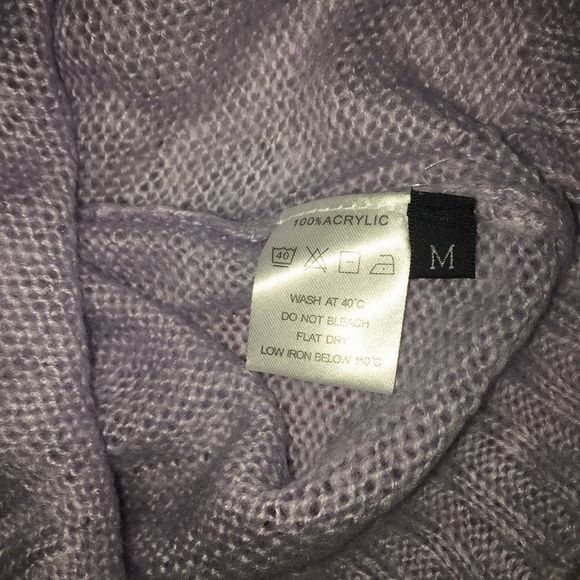 100%ACRYLIC
40
WASH AT 40°C
DO NOT BLEACH
FLAT DRY
LOW IRON BELOW 110°C
M